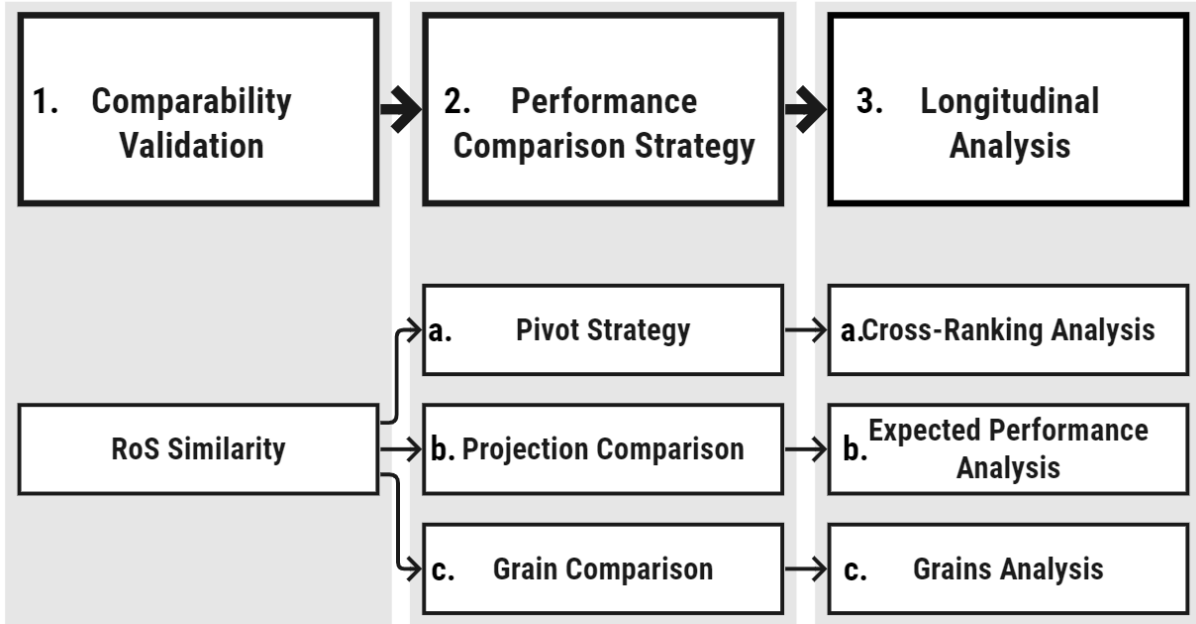 1. Comparability
Validation
2. Performance
Comparison Strategy
3. Longitudinal
Analysis
RoS Similarity
a. Pivot Strategy
b. Projection Comparison
c. Grain Comparison
a.Cross-Ranking Analysis
b. Expected Performance
Analysis
c. Grains Analysis